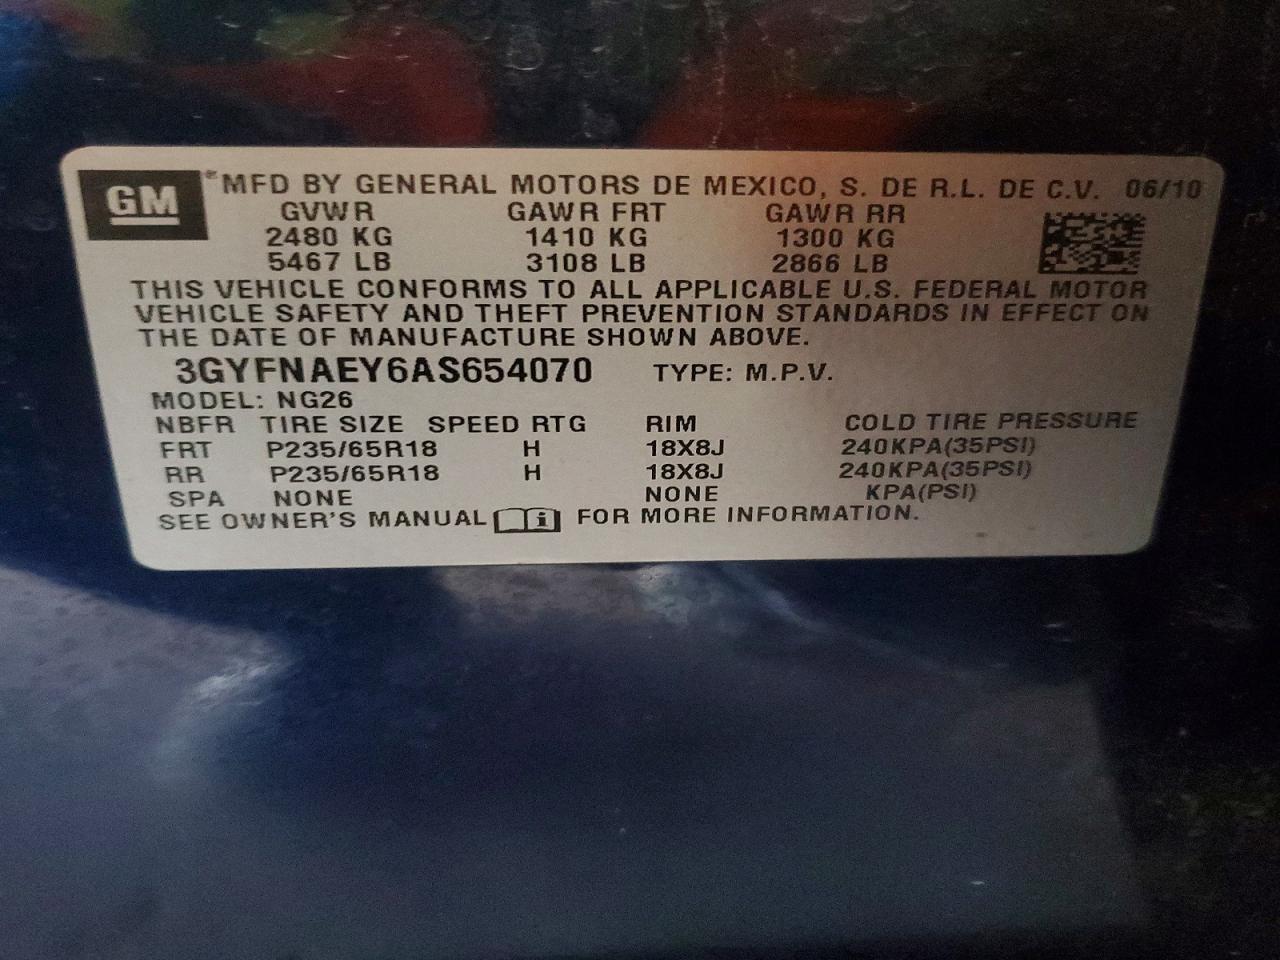 GM ® MFD BY GENERAL MOTORS DE MEXICO, S. DE R.L. DE C.V. 06/10
GVWR GAWR FRT GAWR RR
2480 KG 1410 KG 1300 KG
5467 LB 3108 LB 2866 LB
THIS VEHICLE CONFORMS TO ALL APPLICABLE U.S. FEDERAL MOTOR
VEHICLE SAFETY AND THEFT PREVENTION STANDARDS IN EFFECT ON
THE DATE OF MANUFACTURE SHOWN ABOVE.
3GYFNAEY6AS654070 TYPE: M.P.V.
MODEL: NG26
NBFR TIRE SIZE SPEED RTG RIM COLD TIRE PRESSURE
FRT P235/65R18 H 18X8J 240KPA(35PSI)
RR P235/65R18 H 18X8J 240KPA(35PSI)
SPA NONE NONE KPA(PSI)
SEE OWNER'S MANUAL i FOR MORE INFORMATION.